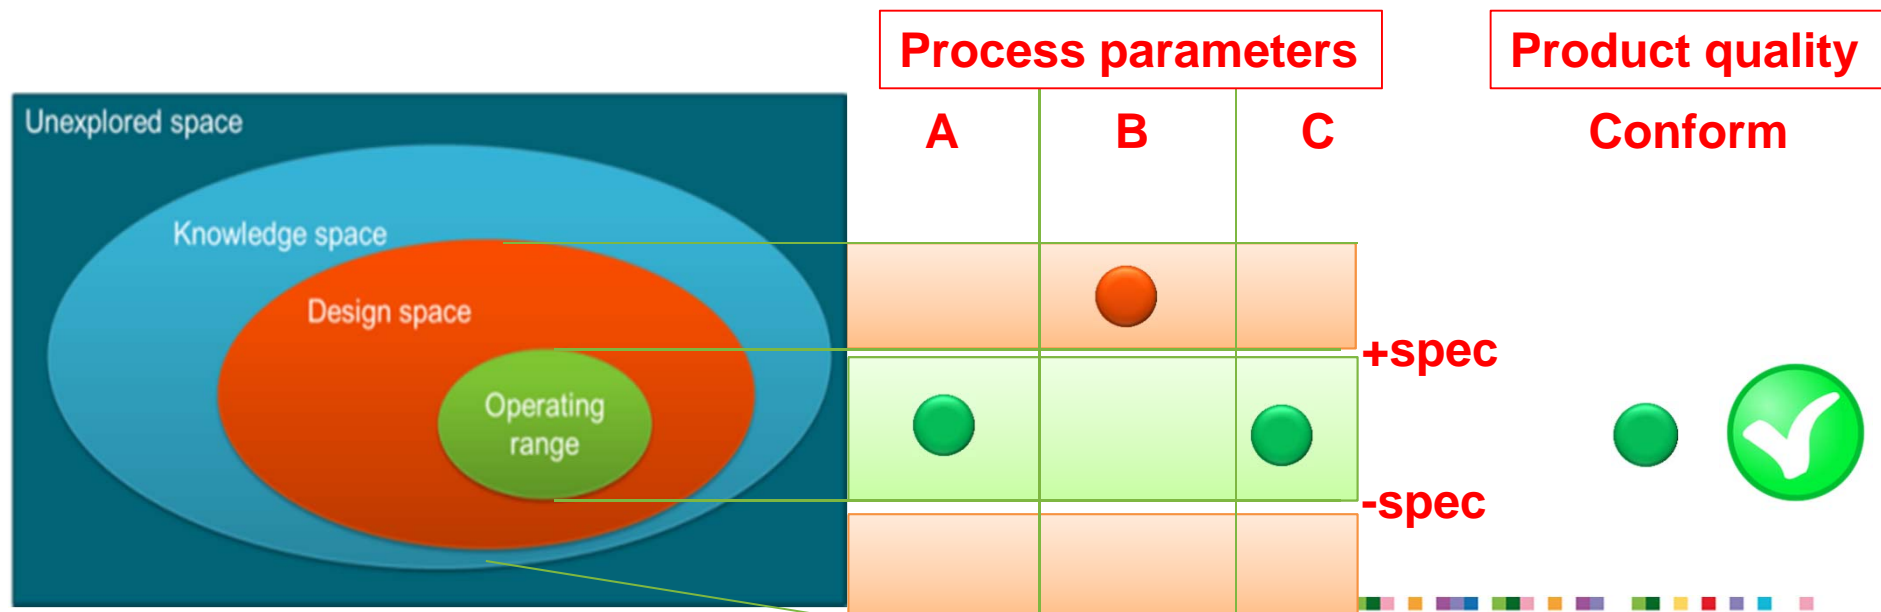 Process parameters
Product quality
Unexplored space
A
B
C
Conform
Knowledge space
Design space
+spec
Operating
range
-spec